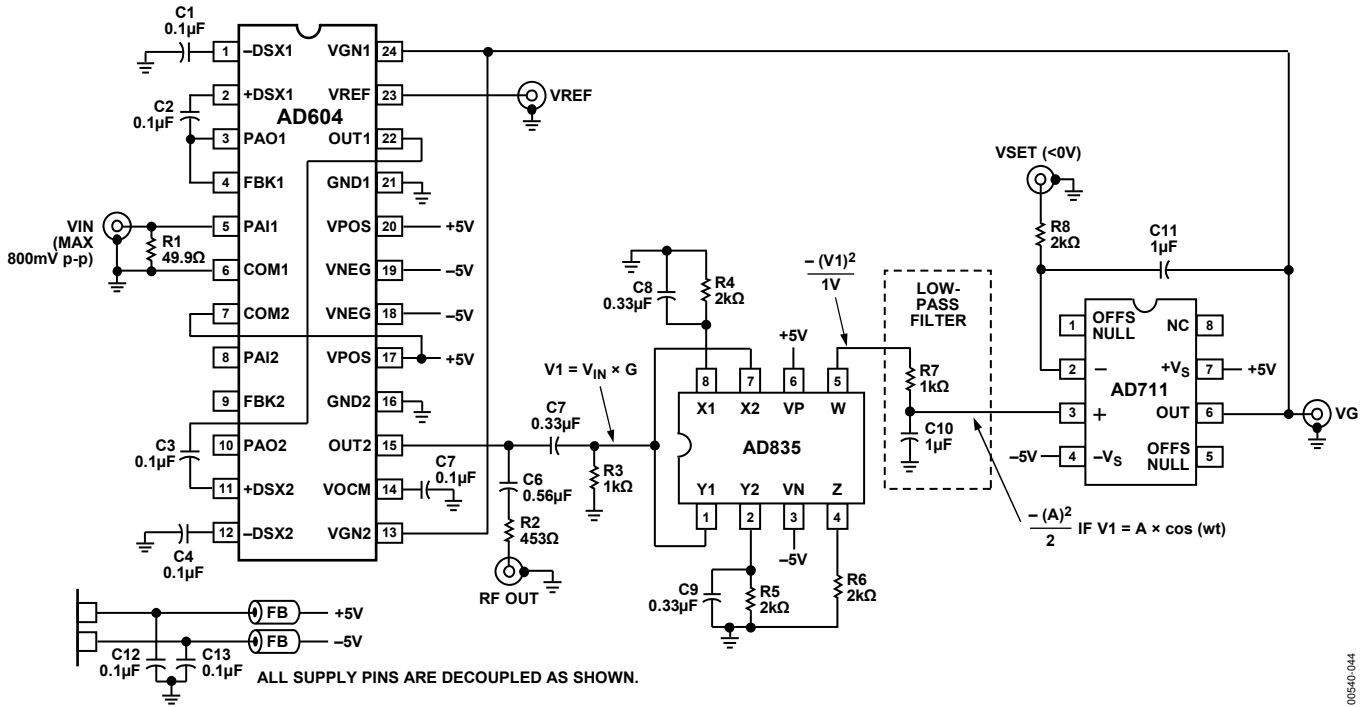 C1
0.1µF
1
–DSX1
VGN1
24
2
+DSX1
VREF
23
VREF
C2
0.1µF
AD604
3
PAO1
OUT1
22
4
FBK1
GND1
21
VIN
(MAX
800mV p-p)
R1
49.9Ω
5
PAI1
VPOS
20
+5V
6
COM1
VNEG
19
–5V
7
COM2
VNEG
18
–5V
8
PAI2
VPOS
17
+5V
9
FBK2
GND2
16
C3
0.1µF
10
PAO2
OUT2
15
11
+DSX2
VOCM
14
C7
0.1µF
12
–DSX2
VGN2
13
C4
0.1µF
C6
0.56µF
R2
453Ω
RF OUT
C7
0.33µF
R3
1kΩ
V1 = VIN × G
C8
0.33µF
R4
2kΩ
– (V1)²
1V
+5V
8
7
6
5
X1
X2
VP
W
AD835
Y1
Y2
VN
Z
1
2
3
4
–5V
C9
0.33µF
R5
2kΩ
R6
2kΩ
LOW-
PASS
FILTER
R7
1kΩ
C10
1µF
– (A)²
2
IF V1 = A × cos (wt)
VSET (<0V)
R8
2kΩ
C11
1µF
1
OFFS
NULL
NC
8
2
–
+VS
7
+5V
AD711
3
+
OUT
6
VG
–5V
4
–VS
OFFS
NULL
5
FB
+5V
FB
–5V
C12
0.1µF
C13
0.1µF
ALL SUPPLY PINS ARE DECOUPLED AS SHOWN.
00540-044